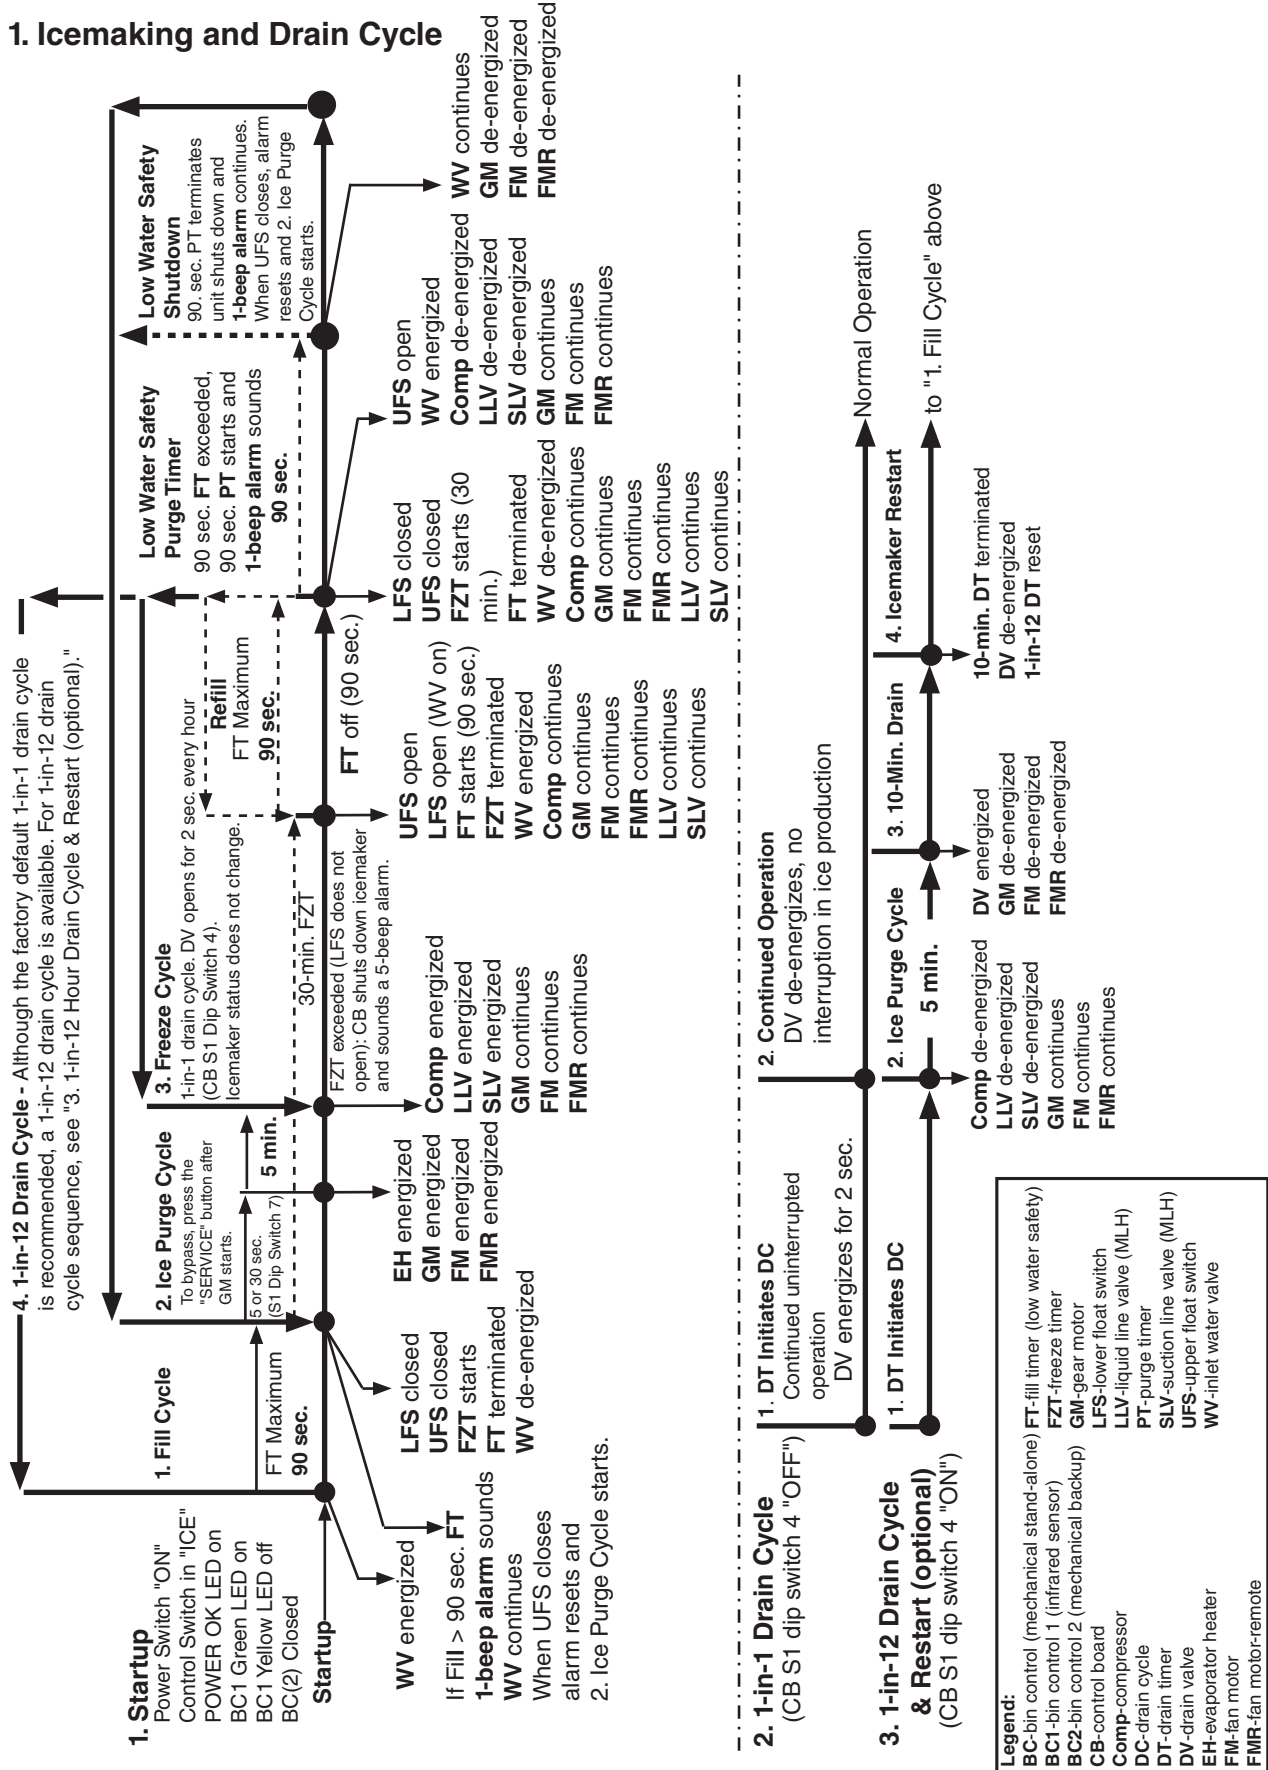 1. Icemaking and Drain Cycle
4. 1-in-12 Drain Cycle - Although the factory default 1-in-1 drain cycle
is recommended, a 1-in-12 drain cycle is available. For 1-in-12 drain
cycle sequence, see "3. 1-in-12 Hour Drain Cycle & Restart (optional)."
1. Startup
Power Switch "ON"
Control Switch in "ICE"
POWER OK LED on
BC1 Green LED on
BC1 Yellow LED off
BC(2) Closed
Startup
1. Fill Cycle
FT Maximum
90 sec.
2. Ice Purge Cycle
To bypass, press the
"SERVICE" button after
GM starts.
5 or 30 sec.
(S1 Dip Switch 7)
5 min.
3. Freeze Cycle
1-in-1 drain cycle. DV opens for 2 sec. every hour
(CB S1 Dip Switch 4).
Icemaker status does not change.
Refill
FT Maximum
90 sec.
30-min. FZT
FZT exceeded (LFS does not
open): CB shuts down icemaker
and sounds a 5-beep alarm.
FT off (90 sec.)
Low Water Safety
Purge Timer
90 sec. FT exceeded,
90 sec. PT starts and
1-beep alarm sounds
90 sec.
Low Water Safety
Shutdown
90. sec. PT terminates
unit shuts down and
1-beep alarm continues.
When UFS closes, alarm
resets and 2. Ice Purge
Cycle starts.
WV energized
If Fill > 90 sec. FT
1-beep alarm sounds
WV continues
When UFS closes
alarm resets and
2. Ice Purge Cycle starts.
LFS closed
UFS closed
FZT starts
FT terminated
WV de-energized
EH energized
GM energized
FM energized
FMR energized
Comp energized
LLV energized
SLV energized
GM continues
FM continues
FMR continues
UFS open
LFS open (WV on)
FT starts (90 sec.)
FZT terminated
WV energized
Comp continues
GM continues
FM continues
FMR continues
LLV continues
SLV continues
LFS closed
UFS closed
FZT starts (30
min.)
FT terminated
WV de-energized
Comp continues
GM continues
FM continues
FMR continues
LLV continues
SLV continues
UFS open
WV energized
Comp de-energized
LLV de-energized
SLV de-energized
GM continues
FM continues
FMR continues
WV continues
GM de-energized
FM de-energized
FMR de-energized
2. 1-in-1 Drain Cycle
(CB S1 dip switch 4 "OFF")
1. DT Initiates DC
Continued uninterrupted
operation
DV energizes for 2 sec.
2. Continued Operation
DV de-energizes, no
interruption in ice production
Normal Operation
3. 1-in-12 Drain Cycle
& Restart (optional)
(CB S1 dip switch 4 "ON")
1. DT Initiates DC
2. Ice Purge Cycle
5 min.
3. 10-Min. Drain
4. Icemaker Restart
to "1. Fill Cycle" above
Comp de-energized
LLV de-energized
SLV de-energized
GM continues
FM continues
FMR continues
DV energized
GM de-energized
FM de-energized
FMR de-energized
10-min. DT terminated
DV de-energized
1-in-12 DT reset
Legend:
BC-bin control (mechanical stand-alone)
BC1-bin control 1 (infrared sensor)
BC2-bin control 2 (mechanical backup)
CB-control board
Comp-compressor
DC-drain cycle
DT-drain timer
DV-drain valve
EH-evaporator heater
FM-fan motor
FMR-fan motor-remote
FT-fill timer (low water safety)
FZT-freeze timer
GM-gear motor
LFS-lower float switch
LLV-liquid line valve (MLH)
PT-purge timer
SLV-suction line valve (MLH)
UFS-upper float switch
WV-inlet water valve